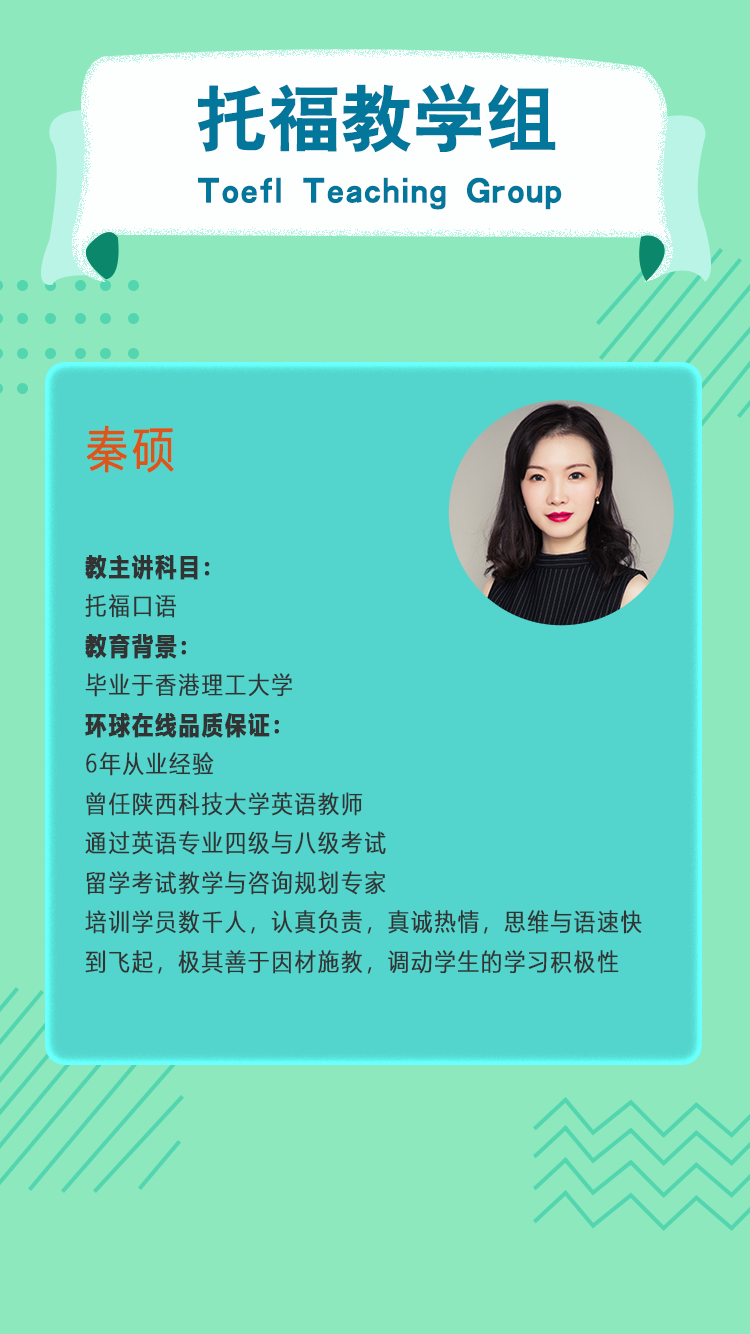 托福教学组
Toefl Teaching Group
秦硕
教主讲科目：
托福口语
教育背景：
毕业于香港理工大学
环球在线品质保证：
6年从业经验
曾任陕西科技大学英语教师
通过英语专业四级与八级考试
留学考试教学与咨询规划专家
培训学员数千人，认真负责，真诚热情，思维与语速快
到飞起，极其善于因材施教，调动学生的学习积极性